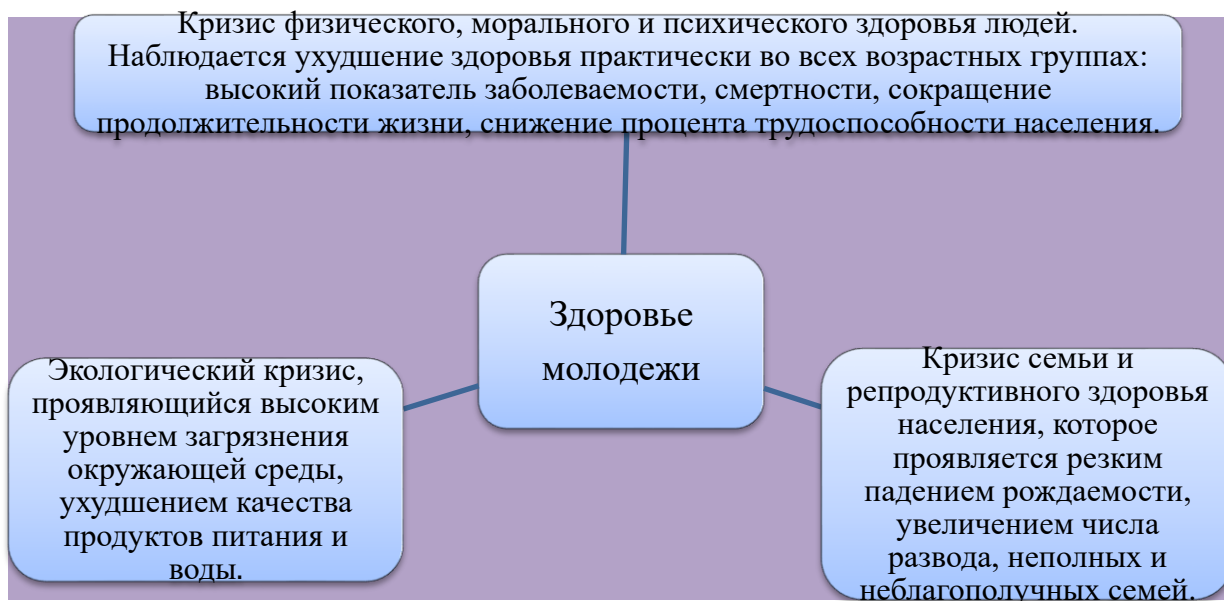 Кризис физического, морального и психического здоровья людей.
Наблюдается ухудшение здоровья практически во всех возрастных группах:
высокий показатель заболеваемости, смертности, сокращение
продолжительности жизни, снижение процента трудоспособности населения.
Здоровье
молодежи
Экологический кризис,
проявляющийся высоким
уровнем загрязнения
окружающей среды,
ухудшением качества
продуктов питания и
воды.
Кризис семьи и
репродуктивного здоровья
населения, которое
проявляется резким
падением рождаемости,
увеличением числа
развода, неполных и
неблагополучных семей.